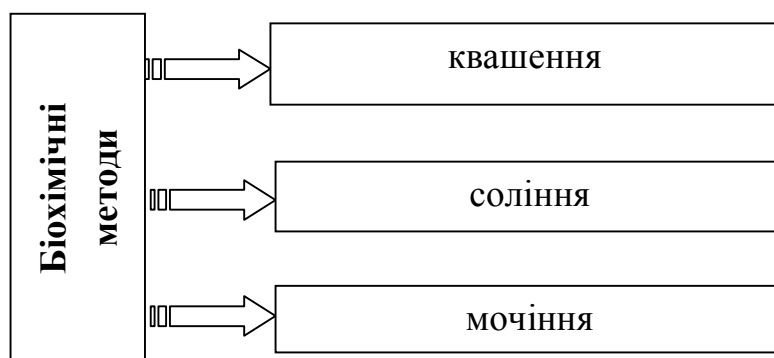 Біохімічні
методи
квашення
соління
мочіння